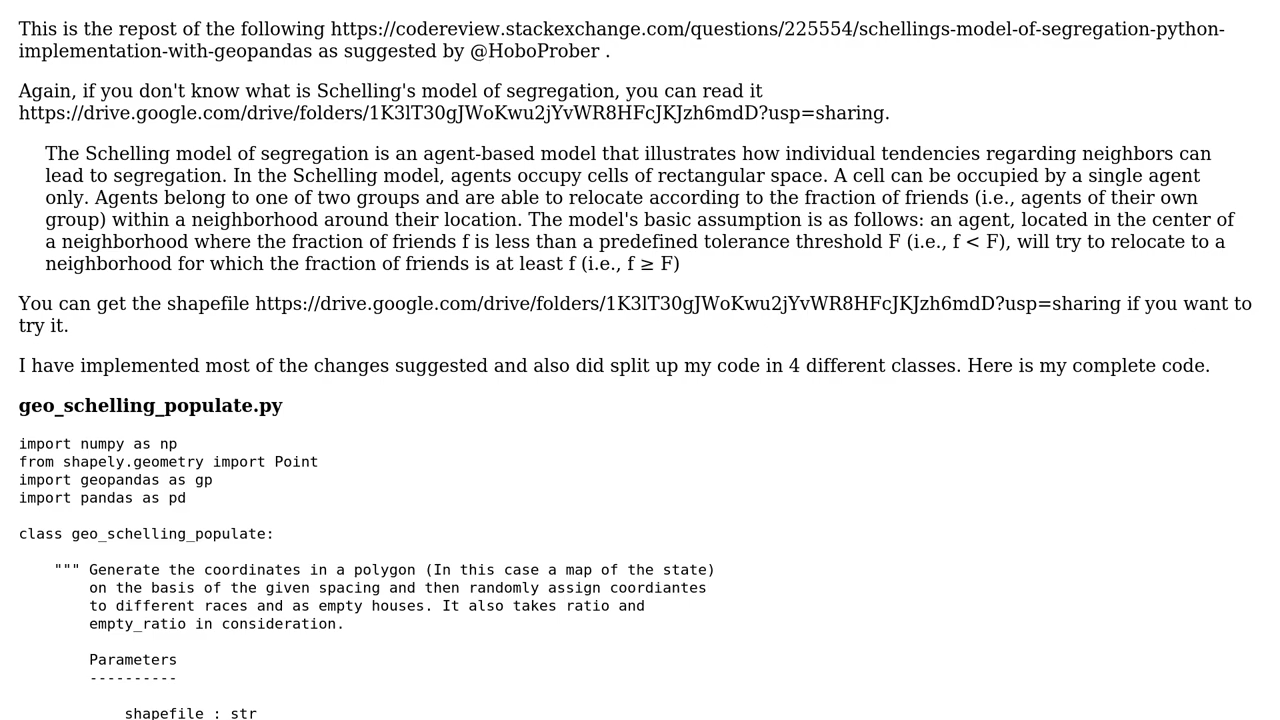 This is the repost of the following https://codereview.stackexchange.com/questions/225554/schellings-model-of-segregation-python-
implementation-with-geopandas as suggested by @HoboProber .
Again, if you don't know what is Schelling's model of segregation, you can read it
https://drive.google.com/drive/folders/1K3lT30gJWoKwu2jYvWR8HFcJKJzh6mdD?usp=sharing.
The Schelling model of segregation is an agent-based model that illustrates how individual tendencies regarding neighbors can
lead to segregation. In the Schelling model, agents occupy cells of rectangular space. A cell can be occupied by a single agent
only. Agents belong to one of two groups and are able to relocate according to the fraction of friends (i.e., agents of their own
group) within a neighborhood around their location. The model's basic assumption is as follows: an agent, located in the center of
a neighborhood where the fraction of friends f is less than a predefined tolerance threshold F (i.e., f < F), will try to relocate to a
neighborhood for which the fraction of friends is at least f (i.e., f ≥ F)
You can get the shapefile https://drive.google.com/drive/folders/1K3lT30gJWoKwu2jYvWR8HFcJKJzh6mdD?usp=sharing if you want to
try it.
I have implemented most of the changes suggested and also did split up my code in 4 different classes. Here is my complete code.
geo_schelling_populate.py
import numpy as np
from shapely.geometry import Point
import geopandas as gp
import pandas as pd
class geo_schelling_populate:
""" Generate the coordinates in a polygon (In this case a map of the state)
on the basis of the given spacing and then randomly assign coordiantes
to different races and as empty houses. It also takes ratio and
empty_ratio in consideration.
Parameters
----------
shapefile : str